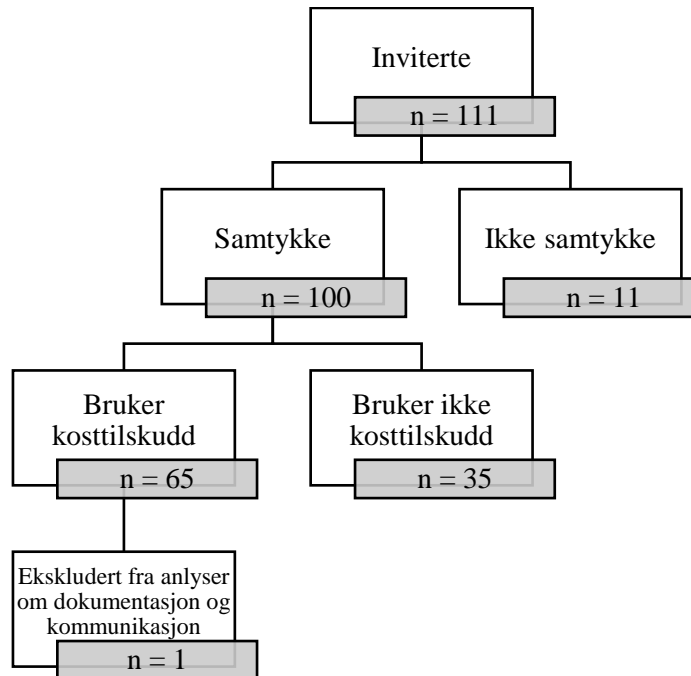 Inviterte
n = 111
Samtykke
n = 100
Ikke samtykke
n = 11
Bruker
kosttilskudd
n = 65
Bruker ikke
kosttilskudd
n = 35
Ekskludert fra anlyser
om dokumentasjon og
kommunikasjon
n = 1